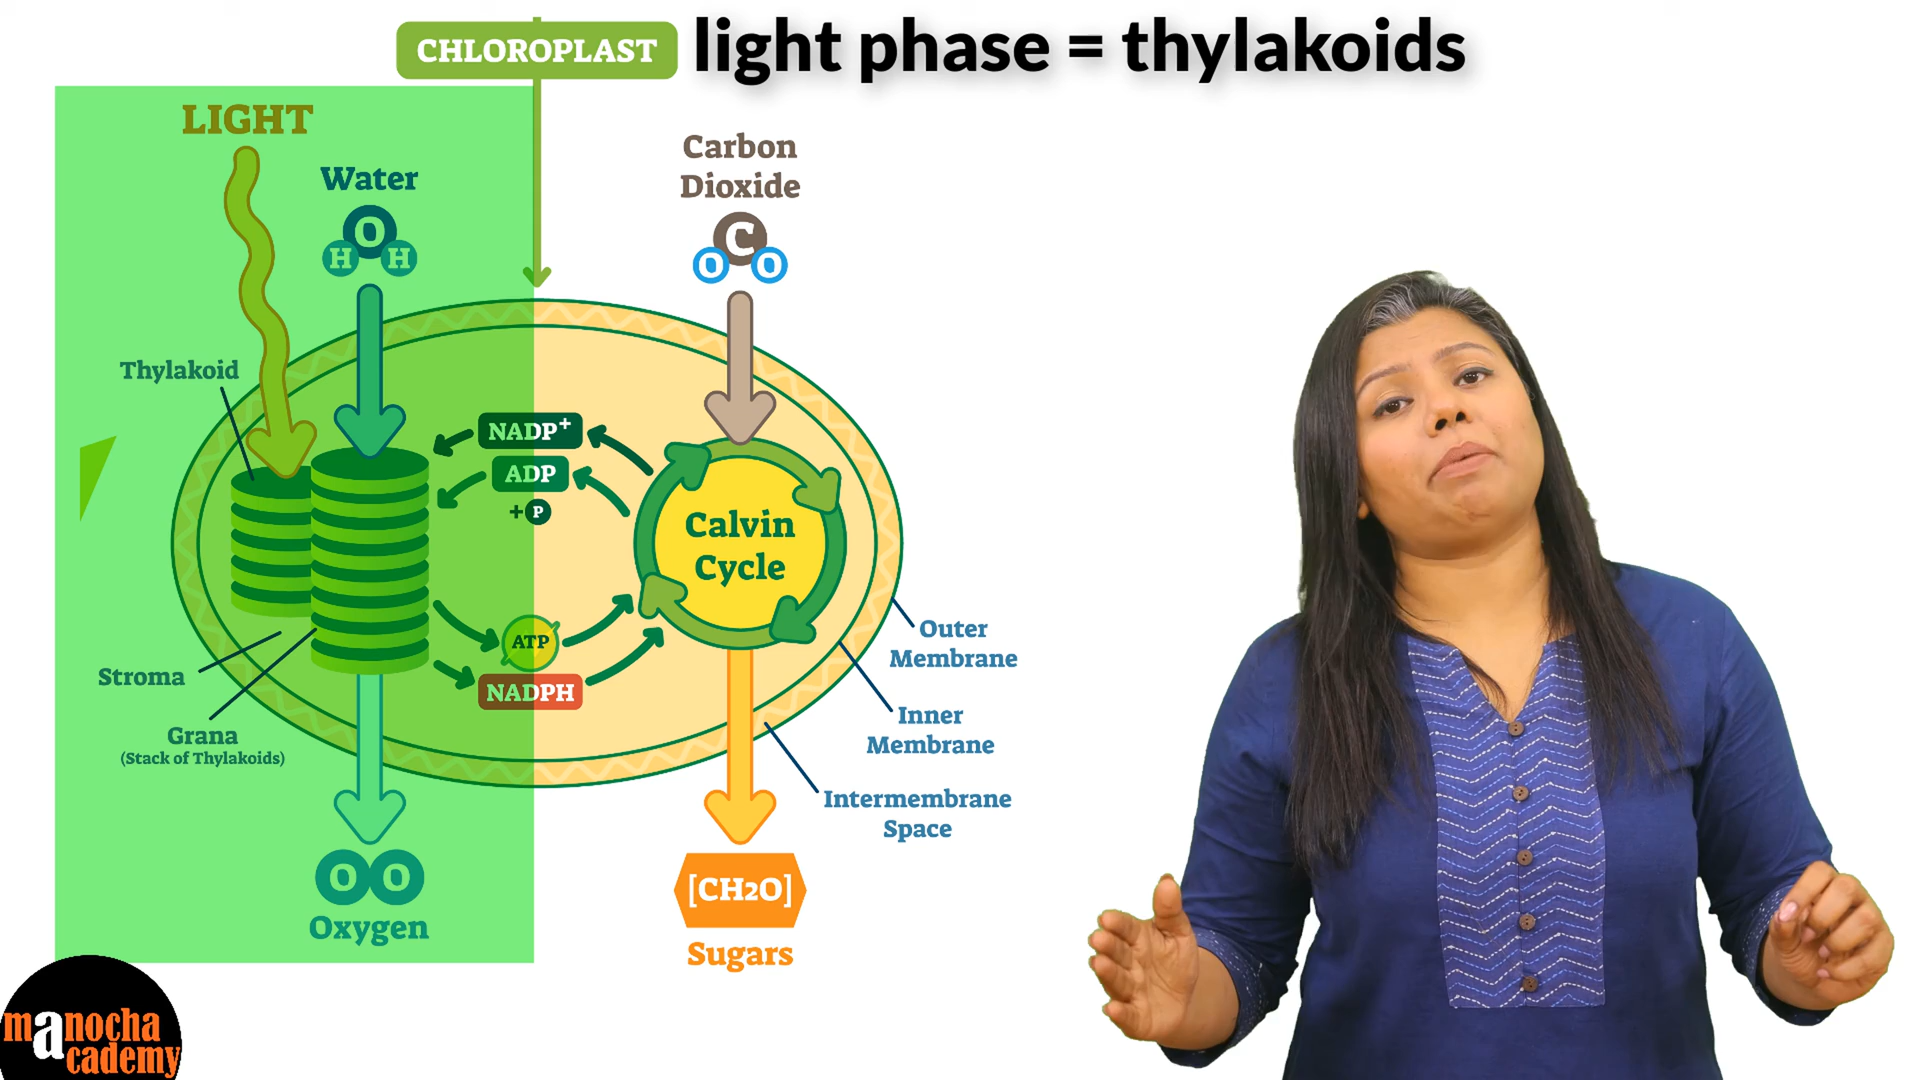 CHLOROPLAST
light phase = thylakoids
LIGHT
Water
O
H H
Carbon
Dioxide
C
O O
Thylakoid
NADP+
ADP
+ P
Calvin
Cycle
ATP
NADPH
Stroma
Grana
(Stack of Thylakoids)
Outer
Membrane
Inner
Membrane
Intermembrane
Space
O O
Oxygen
[CH2O]
Sugars
manocha
academy